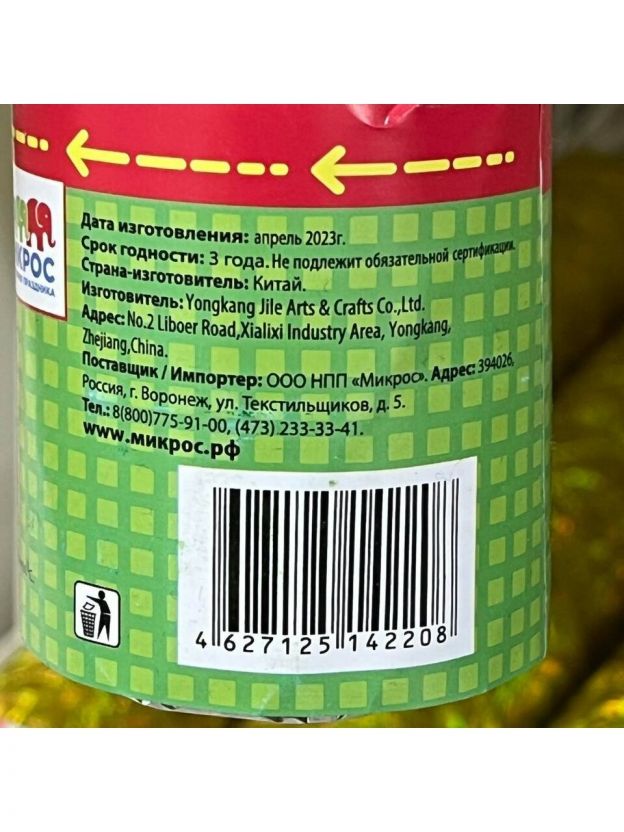 КРОС
ПРАЗДНИКА
Дата изготовления: апрель 2023г.
Срок годности: 3 года. Не подлежит обязательной сертификации.
Страна-изготовитель: Китай.
Изготовитель: Yongkang Jile Arts & Crafts Co.,Ltd.
Адрес: No.2 Liboer Road,Xialixi Industry Area, Yongkang,
Zhejiang,China.
Поставщик / Импортер: ООО НПП «Микрос». Адрес: 394026,
Россия, г. Воронеж, ул. Текстильщиков, д. 5.
Тел.: 8(800)775-91-00, (473) 233-33-41.
www.микрос.рф
4 627125 142208